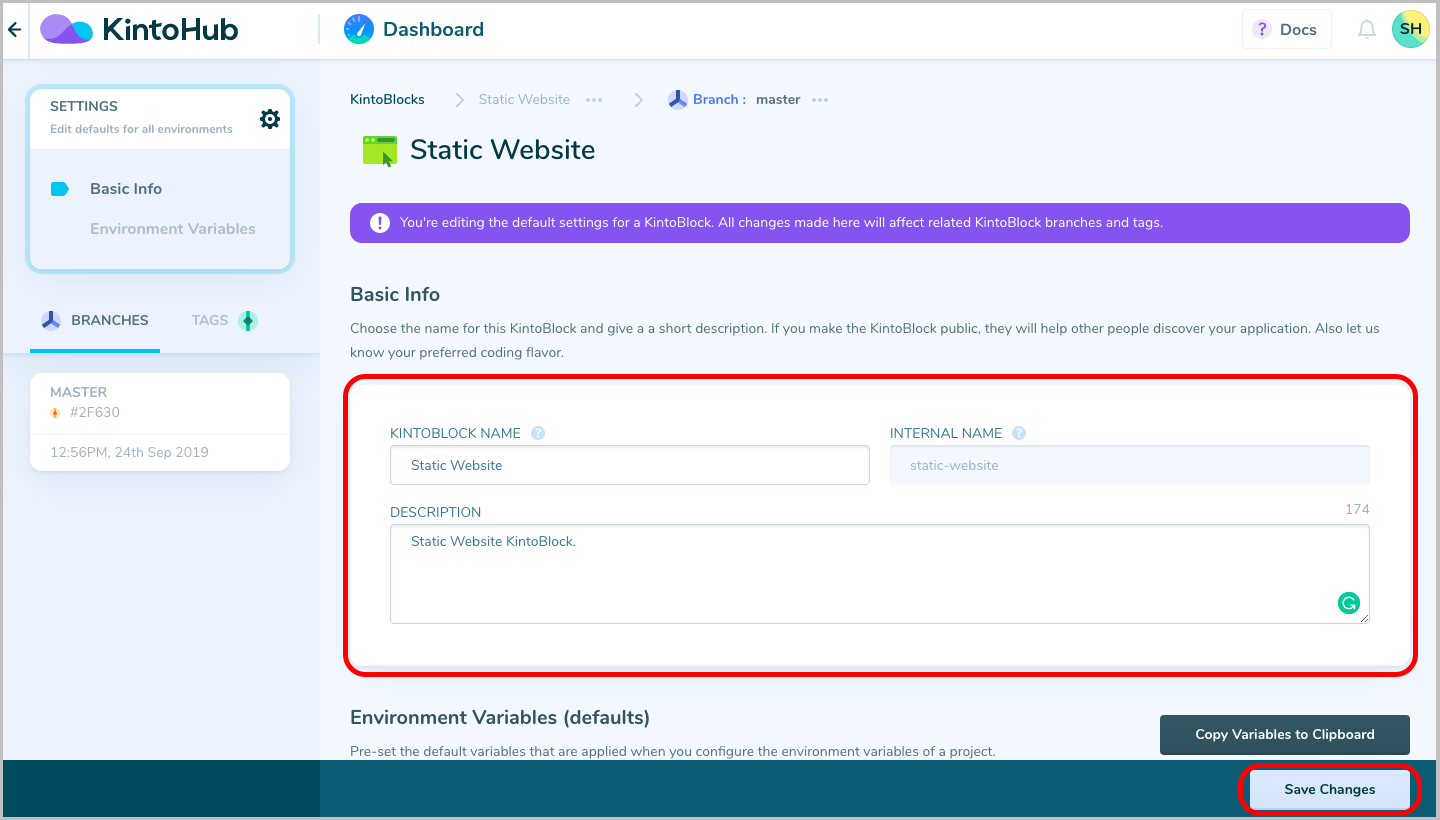 KintoHub
Dashboard
? Docs
SH
SETTINGS
Edit defaults for all environments
Basic Info
Environment Variables
BRANCHES
TAGS
MASTER
#2F630
12:56PM, 24th Sep 2019
KintoBlocks
Static Website
Branch : master
Static Website
You're editing the default settings for a KintoBlock. All changes made here will affect related KintoBlock branches and tags.
Basic Info
Choose the name for this KintoBlock and give a a short description. If you make the KintoBlock public, they will help other people discover your application. Also let us
know your preferred coding flavor.
KINTOBLOCK NAME ?
INTERNAL NAME ?
Static Website
static-website
DESCRIPTION
174
Static Website KintoBlock.
Environment Variables (defaults)
Copy Variables to Clipboard
Pre-set the default variables that are applied when you configure the environment variables of a project.
Save Changes